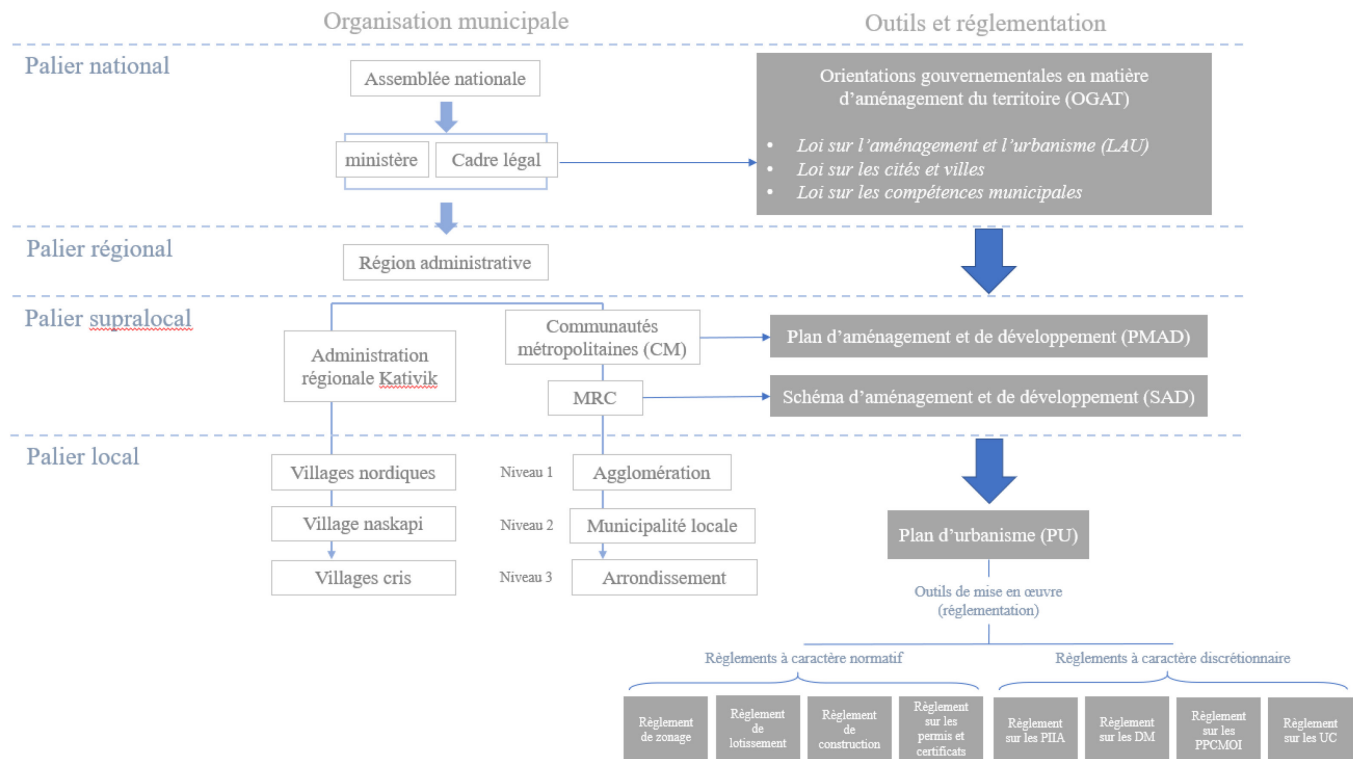 Organisation municipale
Outils et réglementation
Palier national
Assemblée nationale
ministère
Cadre légal
Orientations gouvernementales en matière
d'aménagement du territoire (OGAT)
• Loi sur l'aménagement et l'urbanisme (LAU)
• Loi sur les cités et villes
• Loi sur les compétences municipales
Palier régional
Région administrative
Palier supralocal
Administration
régionale Kativik
Communautés
métropolitaines (CM)
MRC
Plan d'aménagement et de développement (PMAD)
Schéma d'aménagement et de développement (SAD)
Palier local
Villages nordiques
Village naskapi
Villages cris
Niveau 1
Agglomération
Niveau 2
Municipalité locale
Niveau 3
Arrondissement
Plan d'urbanisme (PU)
Outils de mise en œuvre
(réglementation)
Règlements à caractère normatif
Règlements à caractère discrétionnaire
Règlement
de zonage
Règlement
de
lotissement
Règlement
de
construction
Règlement
sur les
permis et
certificats
Règlement
sur les PIIA
Règlement
sur les DM
Règlement
sur les
PPCMOI
Règlement
sur les UC